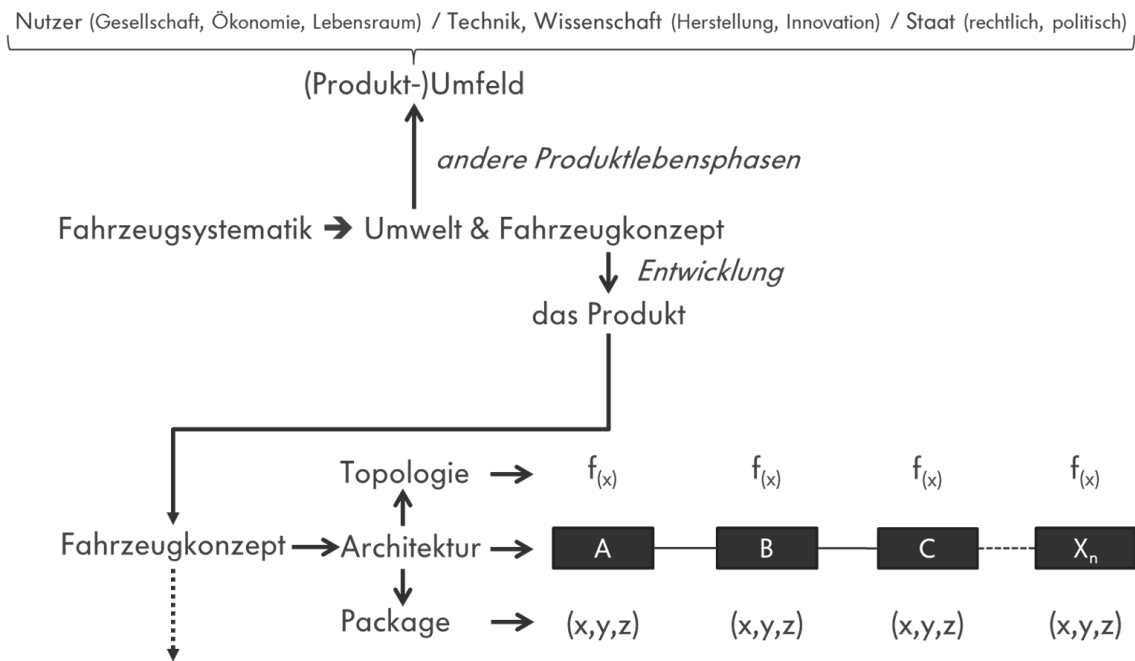 Nutzer (Gesellschaft, Ökonomie, Lebensraum) / Technik, Wissenschaft (Herstellung, Innovation) / Staat (rechtlich, politisch)
(Produkt-)Umfeld
andere Produktlebensphasen
Fahrzeugsystematik → Umwelt & Fahrzeugkonzept
Entwicklung
das Produkt
Topologie f(x) f(x) f(x) f(x)
Fahrzeugkonzept Architektur A B C Xn
Package (x,y,z) (x,y,z) (x,y,z) (x,y,z)